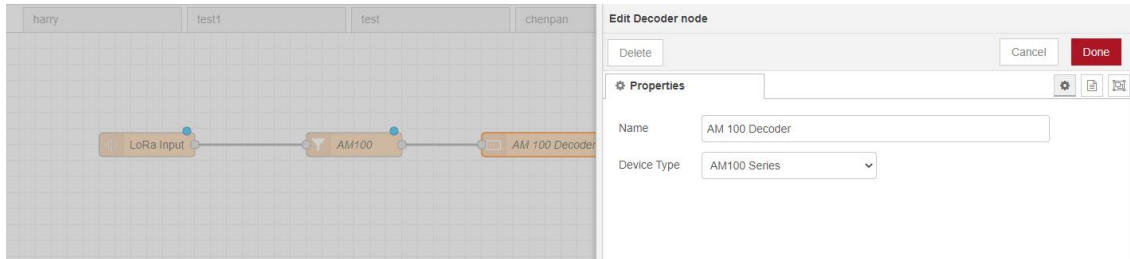 harry test1 test chenpan
LoRa Input AM100 AM 100 Decoder
Edit Decoder node
Delete Cancel Done
Properties
Name AM 100 Decoder
Device Type AM100 Series